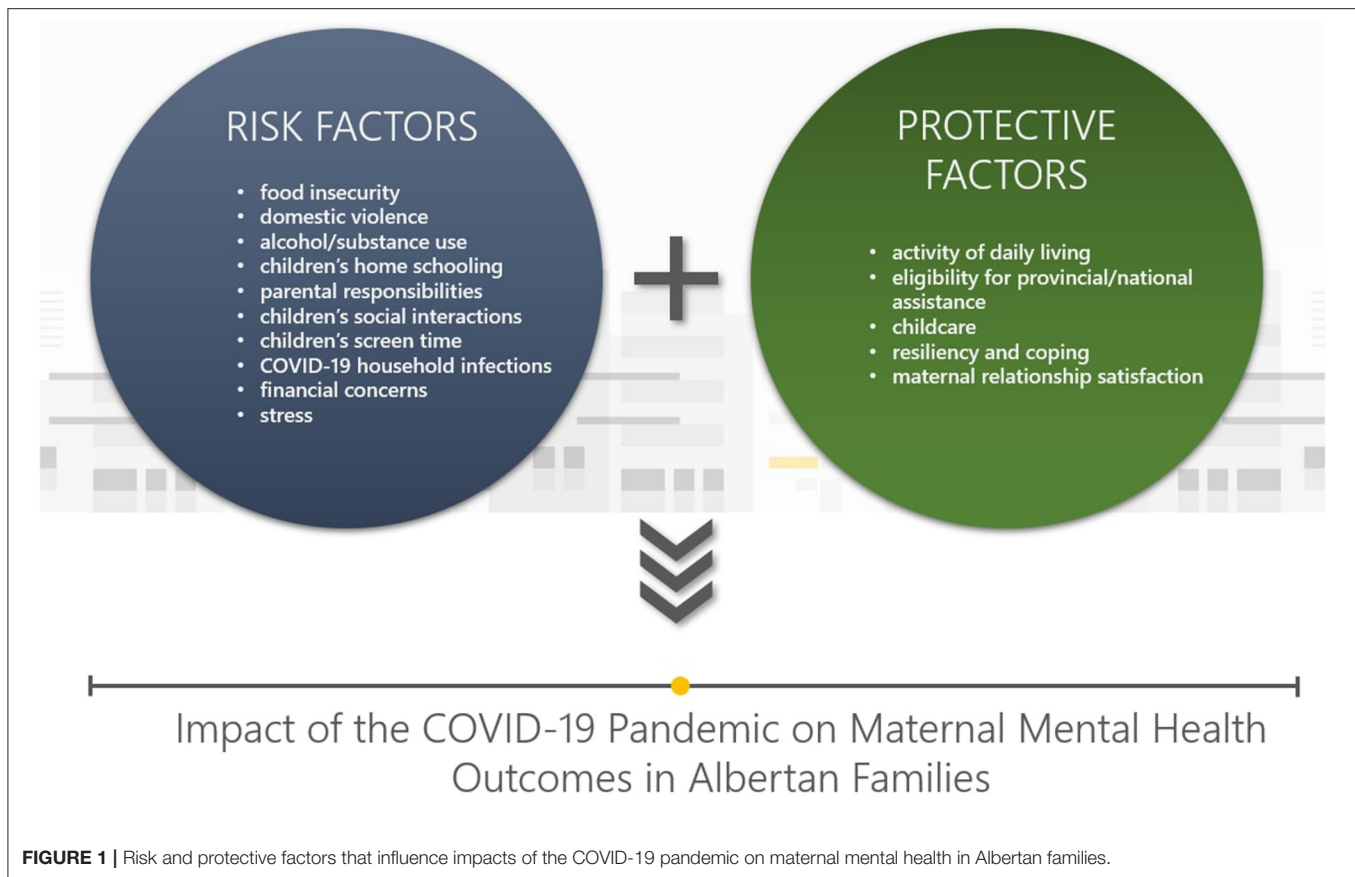 RISK FACTORS
• food insecurity
• domestic violence
• alcohol/substance use
• children's home schooling
• parental responsibilities
• children's social interactions
• children's screen time
• COVID-19 household infections
• financial concerns
• stress
+
PROTECTIVE
FACTORS
• activity of daily living
• eligibility for provincial/national
assistance
• childcare
• resiliency and coping
• maternal relationship satisfaction
Impact of the COVID-19 Pandemic on Maternal Mental Health
Outcomes in Albertan Families
FIGURE 1 | Risk and protective factors that influence impacts of the COVID-19 pandemic on maternal mental health in Albertan families.